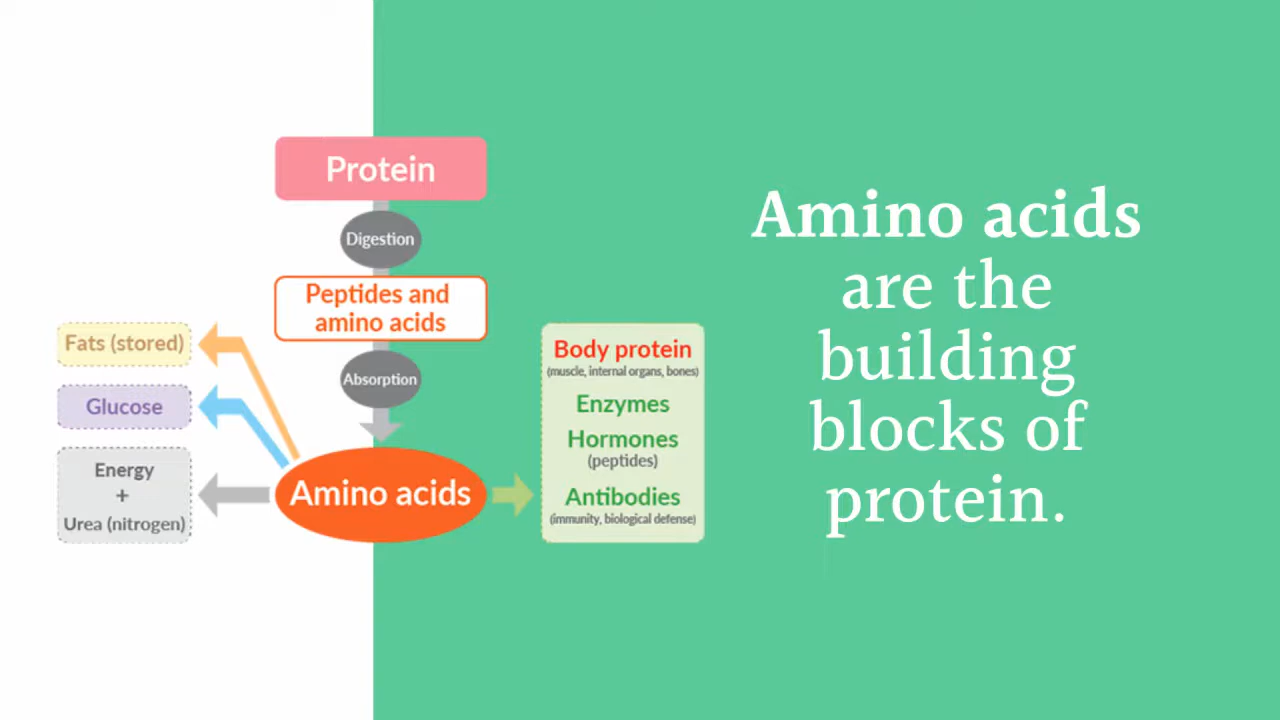 Protein
Digestion
Peptides and
amino acids
Absorption
Amino acids
Fats (stored)
Glucose
Energy
+
Urea (nitrogen)
Body protein
(muscle, internal organs, bones)
Enzymes
Hormones
(peptides)
Antibodies
(immunity, biological defense)
Amino acids
are the
building
blocks of
protein.